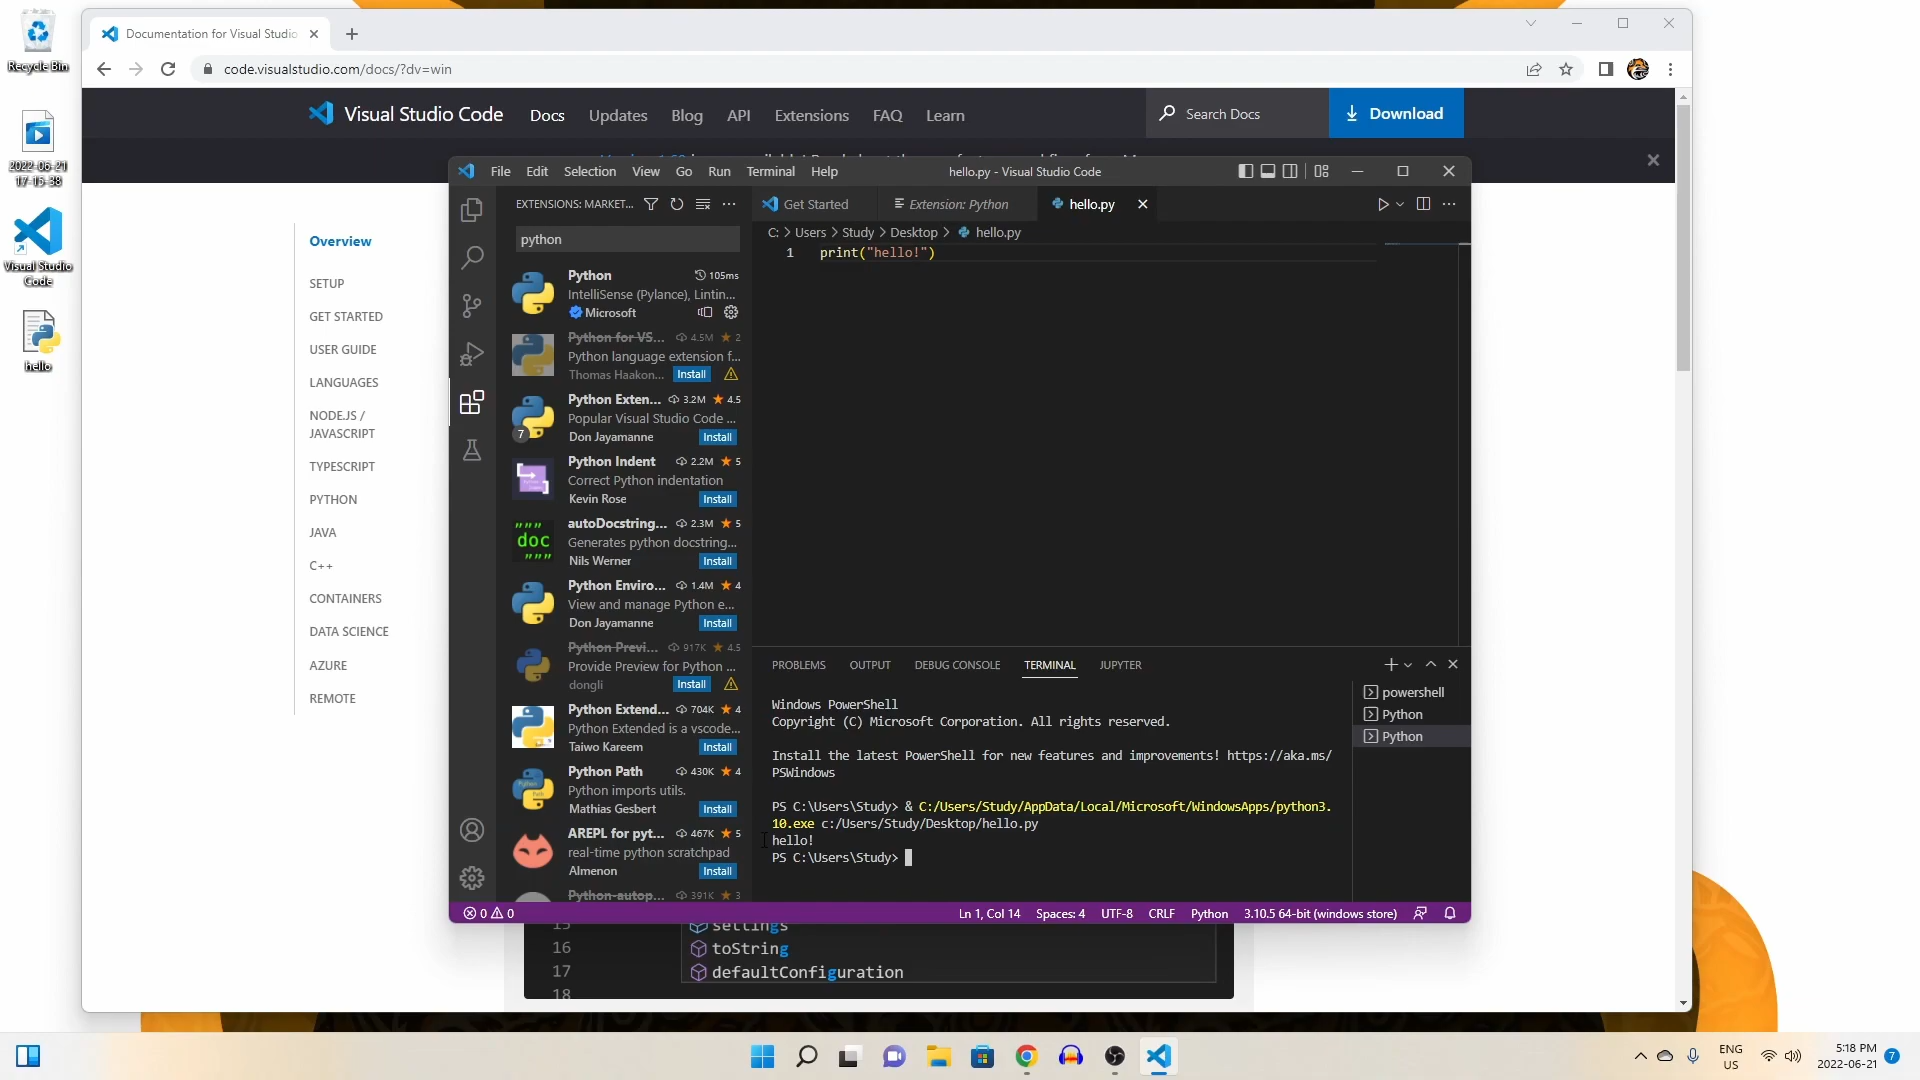 Recycle Bin
2022-06-21
17-15-38
Visual Studio
Code
hello
Documentation for Visual Studio
code.visualstudio.com/docs/?dv=win
Visual Studio Code
Docs
Updates
Blog
API
Extensions
FAQ
Learn
Search Docs
Download
Overview
SETUP
GET STARTED
USER GUIDE
LANGUAGES
NODE.JS /
JAVASCRIPT
TYPESCRIPT
PYTHON
JAVA
C++
CONTAINERS
DATA SCIENCE
AZURE
REMOTE
File Edit Selection View Go Run Terminal Help
hello.py - Visual Studio Code
EXTENSIONS: MARKET...
python
Python 105ms
IntelliSense (Pylance), Lintin...
Microsoft
Python for VS... 4.5M 2
Python language extension f...
Thomas Haakon... Install
Python Exten... 3.2M 4.5
Popular Visual Studio Code ...
7
Don Jayamanne Install
Python Indent 2.2M 5
Correct Python indentation
Kevin Rose Install
""" 
doc
"""
autoDocstring... 2.3M 5
Generates python docstring...
Nils Werner Install
Python Enviro... 1.4M 4
View and manage Python e...
Don Jayamanne Install
Python Previ... 917K 4.5
Provide Preview for Python ...
dongli Install
Python Extend... 704K 4
Python Extended is a vscode...
Taiwo Kareem Install
Python Path 430K 4
Python imports utils.
Mathias Gesbert Install
AREPL for pyt... 467K 5
real-time python scratchpad
Almenon Install
Python-autop... 391K 3
Get Started
Extension: Python
hello.py
C: > Users > Study > Desktop > hello.py
1 print("hello!")
PROBLEMS OUTPUT DEBUG CONSOLE TERMINAL JUPYTER
Windows PowerShell
Copyright (C) Microsoft Corporation. All rights reserved.
Install the latest PowerShell for new features and improvements! https://aka.ms/
PSWindows
PS C:\Users\Study> & C:/Users/Study/AppData/Local/Microsoft/WindowsApps/python3.
10.exe c:/Users/Study/Desktop/hello.py
hello!
PS C:\Users\Study>
powershell
Python
Python
0 0
Ln 1, Col 14 Spaces: 4 UTF-8 CRLF Python 3.10.5 64-bit (windows store)
15 settings
16 toString
17 defaultConfiguration
18
ENG
US
5:18 PM
2022-06-21
7